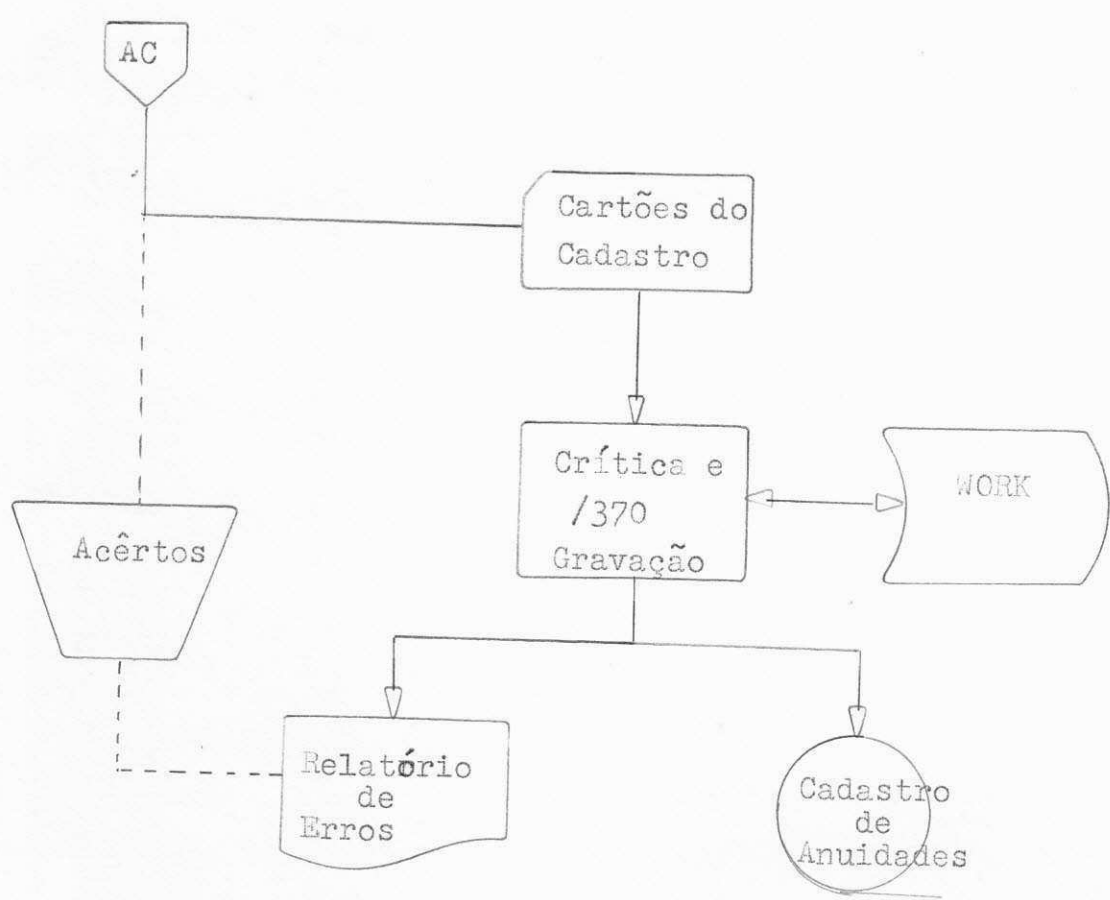 AC
Cartões do
Cadastro
Crítica e
/370
Gravação
WORK
Acêrtos
Relatório
de
Erros
Cadastro
de
Anuidades